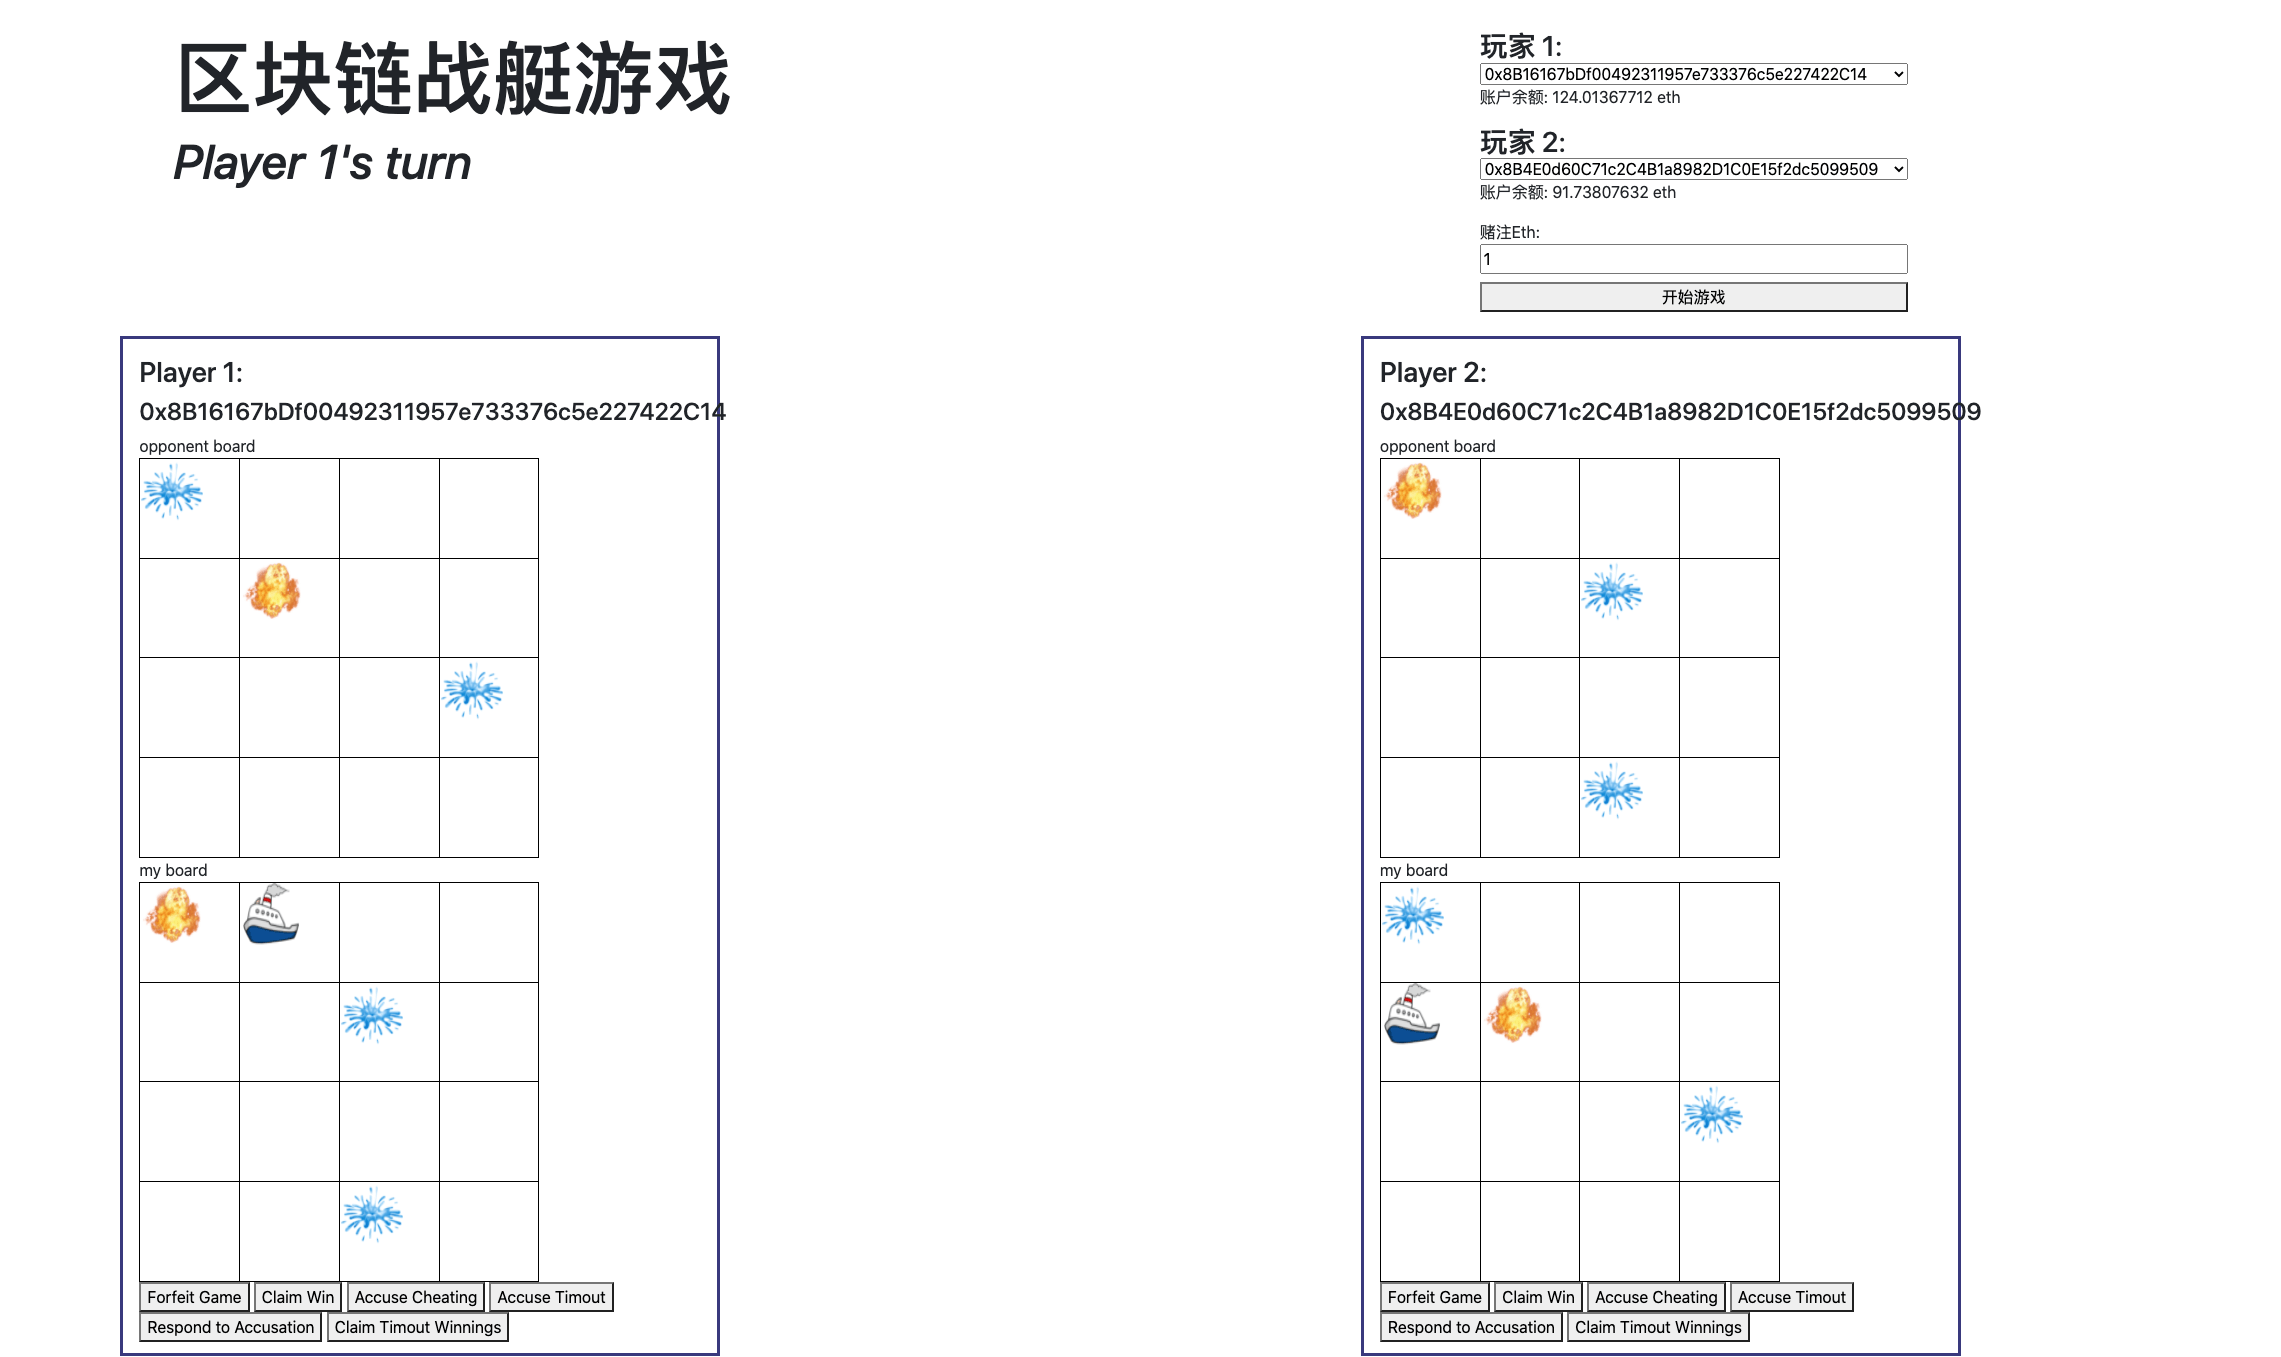 区块链战艇游戏
Player 1's turn
玩家 1:
0x8B16167bDf00492311957e733376c5e227422C14
账户余额: 124.01367712 eth
玩家 2:
0x8B4E0d60C71c2C4B1a8982D1C0E15f2dc5099509
账户余额: 91.73807632 eth
赌注Eth:
1
开始游戏
Player 1:
0x8B16167bDf00492311957e733376c5e227422C14
opponent board
my board
Forfeit Game Claim Win Accuse Cheating Accuse Timout
Respond to Accusation Claim Timout Winnings
Player 2:
0x8B4E0d60C71c2C4B1a8982D1C0E15f2dc5099509
opponent board
my board
Forfeit Game Claim Win Accuse Cheating Accuse Timout
Respond to Accusation Claim Timout Winnings